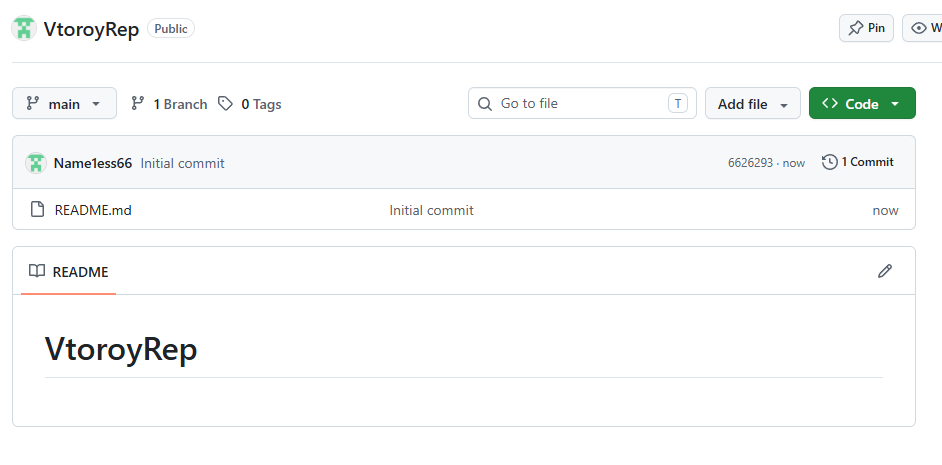 VtoroyRep Public Pin W
main 1 Branch 0 Tags Go to file T Add file Code
Name1ess66 Initial commit 6626293 · now 1 Commit
README.md Initial commit now
README
VtoroyRep